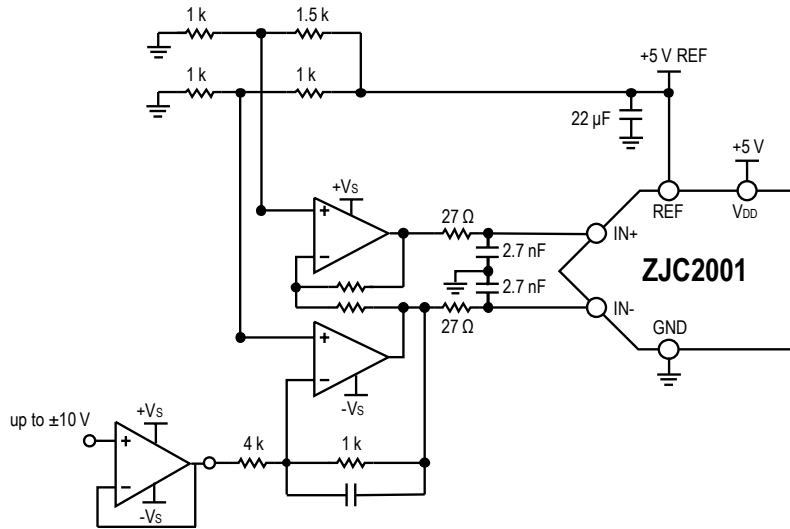 1 k 1.5 k
1 k 1 k
+5 V REF
22 µF
+5 V
+VS
REF
VDD
27 Ω
+
IN+
2.7 nF
ZJC2001
−
2.7 nF
IN-
27 Ω
GND
+
−
-VS
up to ±10 V
+VS
4 k 1 k
+
−
-VS